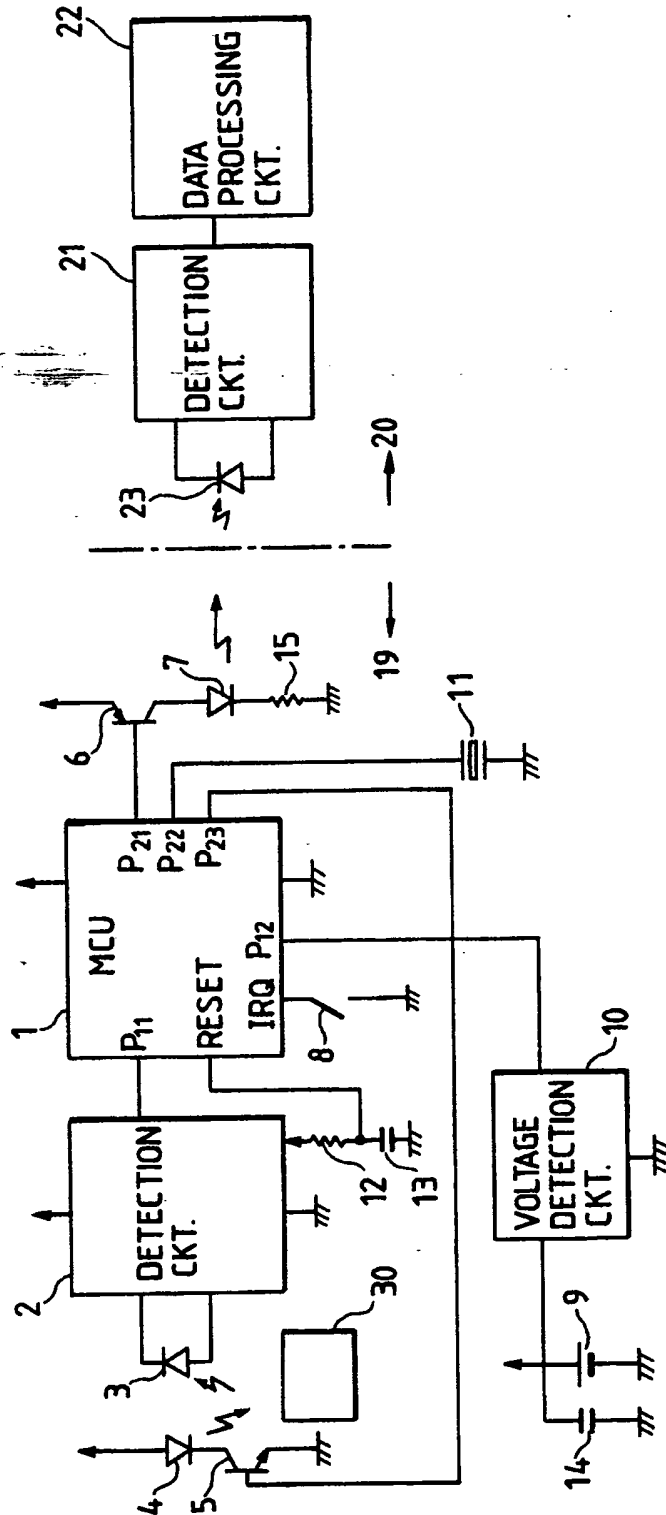 22
DATA
PROCESSING
CKT.
21
DETECTION
CKT.
23
20
19
7
15
6
11
1
MCU
P11
RESET
IRQ
P12
P21
P22
P23
8
2
DETECTION
CKT.
3
12
13
30
4
5
10
VOLTAGE
DETECTION
CKT.
9
14